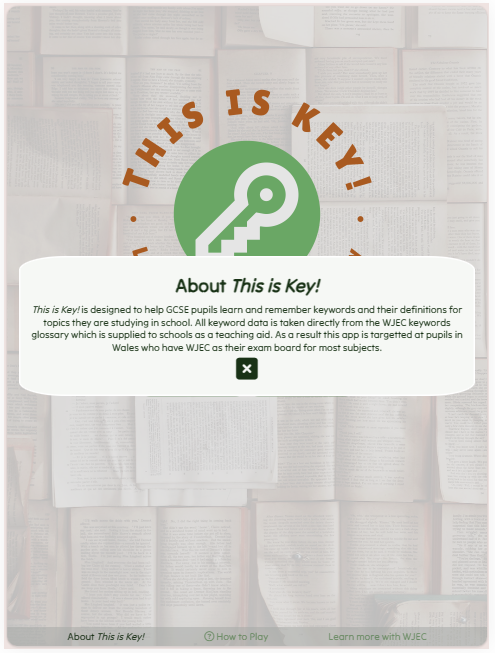 THIS IS KEY!
About This is Key!
This is Key! is designed to help GCSE pupils learn and remember keywords and their definitions for
topics they are studying in school. All keyword data is taken directly from the WJEC keywords
glossary which is supplied to schools as a teaching aid. As a result this app is targetted at pupils in
Wales who have WJEC as their exam board for most subjects.
About This is Key!
How to Play
Learn more with WJEC